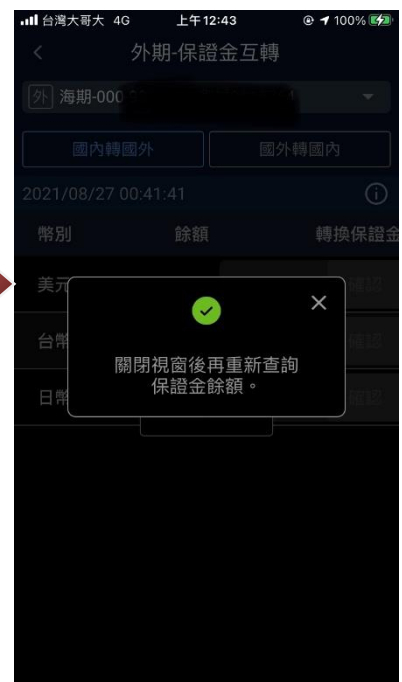 台灣大哥大 4G 上午12:43 100%
外期-保證金互轉
外 海期-000
國內轉國外 國外轉國內
2021/08/27 00:41:41
幣別 餘額 轉換保證金
美元 確認
台幣 確認
日幣 確認
關閉視窗後再重新查詢
保證金餘額。